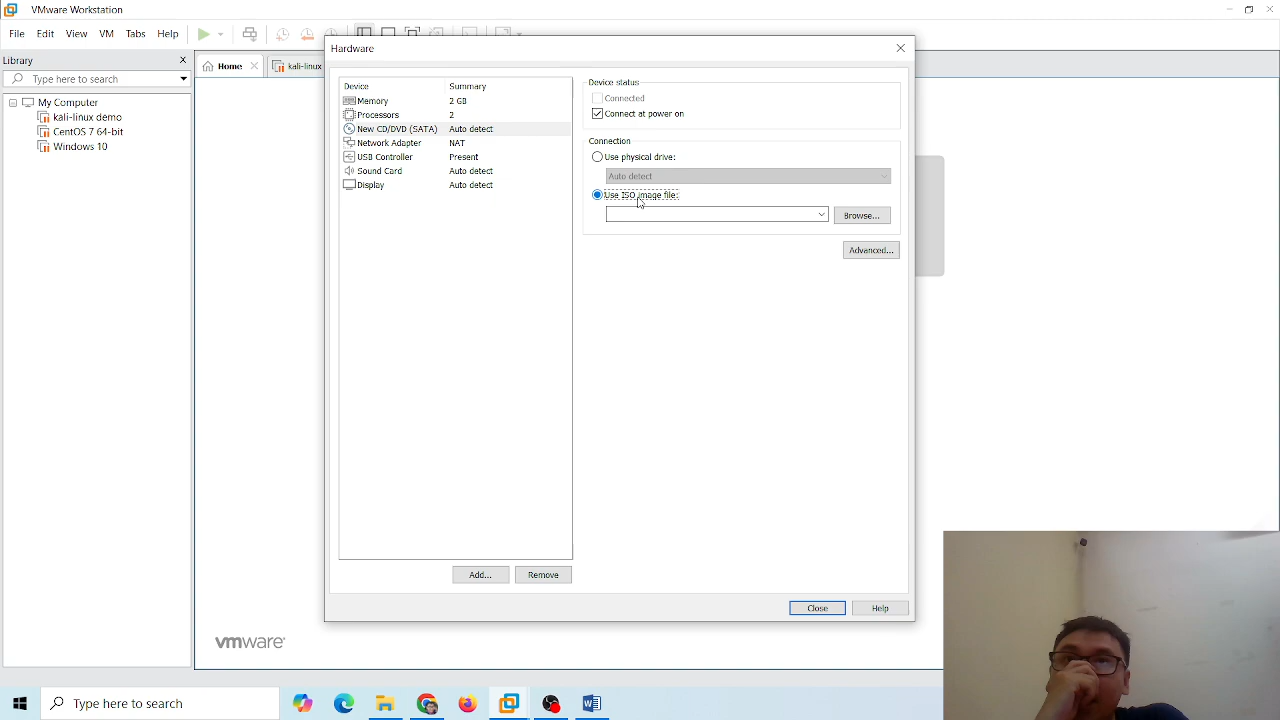 VMware Workstation
File Edit View VM Tabs Help
Library
Type here to search
My Computer
kali-linux demo
CentOS 7 64-bit
Windows 10
Home
kali-linux
Hardware
Device Summary
Memory 2 GB
Processors 2
New CD/DVD (SATA) Auto detect
Network Adapter NAT
USB Controller Present
Sound Card Auto detect
Display Auto detect
Add...
Remove
Device status
Connected
Connect at power on
Connection
Use physical drive:
Auto detect
Use ISO image file:
Browse...
Advanced...
Close
Help
vmware
Type here to search